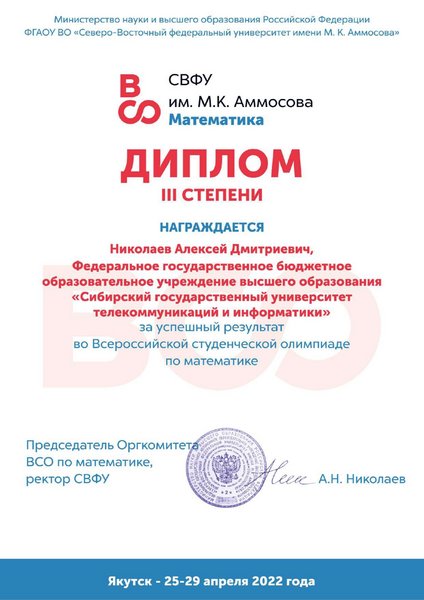 Министерство науки и высшего образования Российской Федерации
ФГАОУ ВО «Северо-Восточный федеральный университет имени М. К. Аммосова»
ВСО
СВФУ
им. М.К. Аммосова
Математика
ДИПЛОМ
III СТЕПЕНИ
НАГРАЖДАЕТСЯ
Николаев Алексей Дмитриевич,
Федеральное государственное бюджетное
образовательное учреждение высшего образования
«Сибирский государственный университет
телекоммуникаций и информатики»
за успешный результат
во Всероссийской студенческой олимпиаде
по математике
ВСО
Председатель Оргкомитета
ВСО по математике,
ректор СВФУ
А.Н. Николаев
Якутск - 25-29 апреля 2022 года